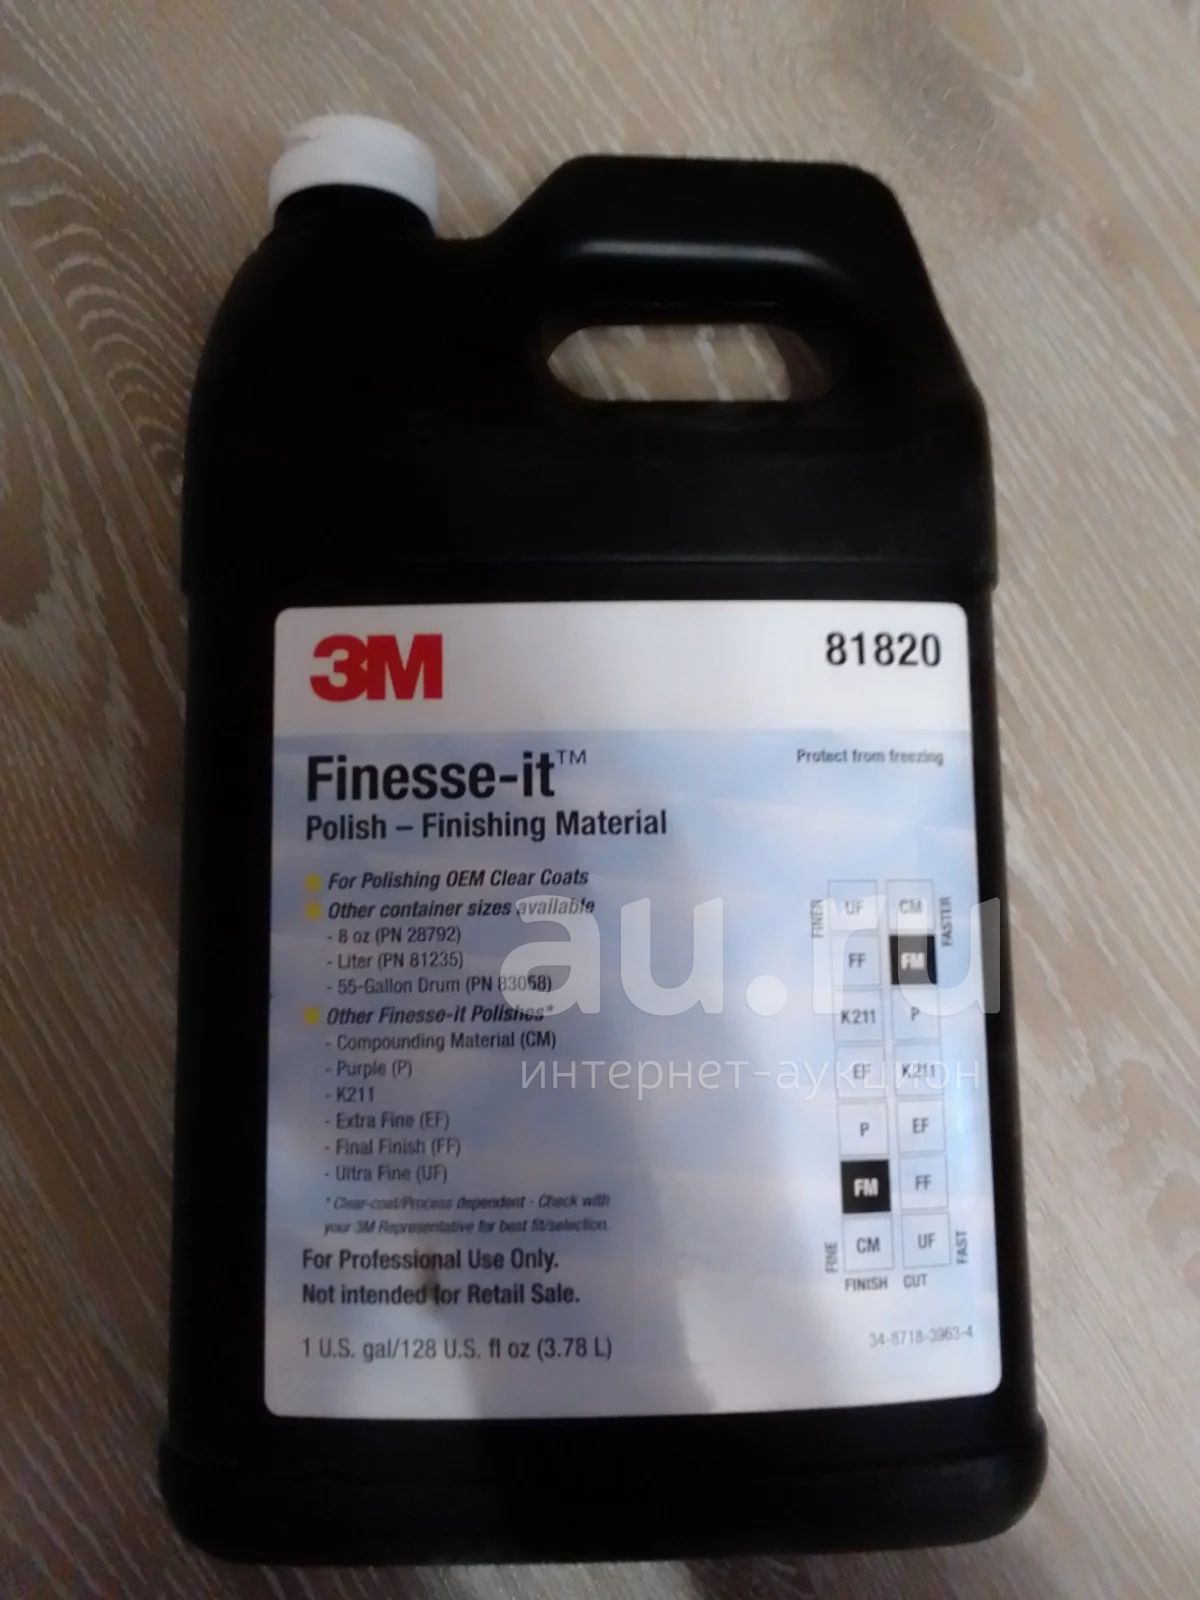 3M
81820
Finesse-it™
Protect from freezing
Polish – Finishing Material
For Polishing OEM Clear Coats
Other container sizes available
- 8 oz (PN 28792)
- Liter (PN 81235)
- 55-Gallon Drum (PN 83058)
Other Finesse-it Polishes*
- Compounding Material (CM)
- Purple (P)
- K211
- Extra Fine (EF)
- Final Finish (FF)
- Ultra Fine (UF)
* Clear-coat/Process dependent - Check with
your 3M Representative for best fit/selection.
For Professional Use Only.
Not intended for Retail Sale.
1 U.S. gal/128 U.S. fl oz (3.78 L)
FINER
FASTER
UF CM
FF FM
K211 P
EF K211
P EF
FM FF
CM UF
FINE
FAST
FINISH CUT
34-8718-3963-4
au.ru
интернет-аукцион